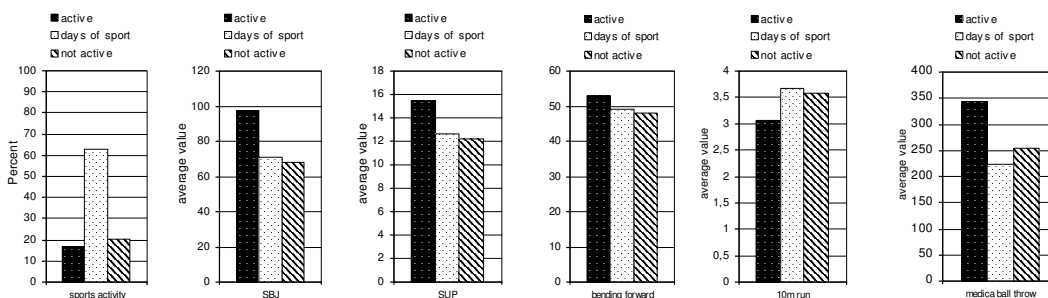 active
days of sport
not active
100
90
80
70
60
50
40
30
20
10
0
Percent
sports activity
active
days of sport
not active
120
100
80
60
40
20
0
average value
SBJ
active
days of sport
not active
18
16
14
12
10
8
6
4
2
0
average value
SUP
active
days of sport
not active
60
50
40
30
20
10
0
bending forward
active
days of sport
not active
4
3,5
3
2,5
2
1,5
1
0,5
0
average value
10m run
active
days of sport
not active
400
350
300
250
200
150
100
50
0
average value
medicaball throw